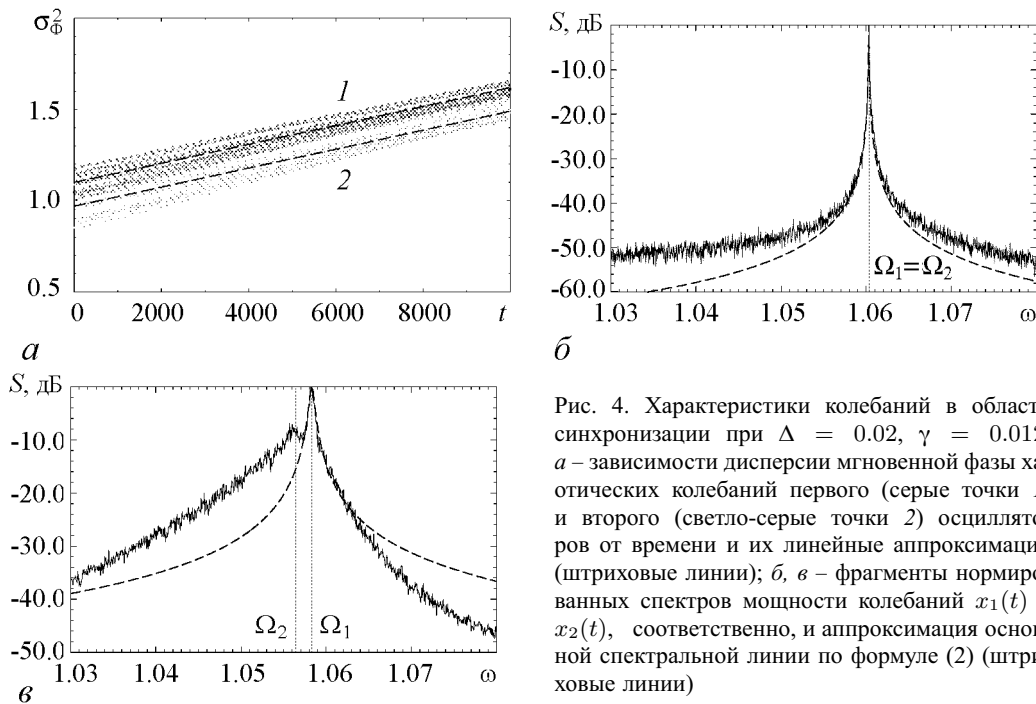 σ²_Ф
2.0
1.5
1.0
0.5
1
2
0 2000 4000 6000 8000 t
а
S, дБ
-10.0
-20.0
-30.0
-40.0
-50.0
-60.0
Ω₁=Ω₂
1.03 1.04 1.05 1.06 1.07 ω
б
S, дБ
-10.0
-20.0
-30.0
-40.0
-50.0
Ω₂ Ω₁
1.03 1.04 1.05 1.06 1.07 ω
в
Рис. 4. Характеристики колебаний в област
синхронизации при Δ = 0.02, γ = 0.012
а – зависимости дисперсии мгновенной фазы ха
отических колебаний первого (серые точки
и второго (светло-серые точки 2) осциллято
ров от времени и их линейные аппроксимаци
(штриховые линии); б, в – фрагменты нормиро
ванных спектров мощности колебаний x₁(t)
x₂(t), соответственно, и аппроксимация основ
ной спектральной линии по формуле (2) (штри
ховые линии)